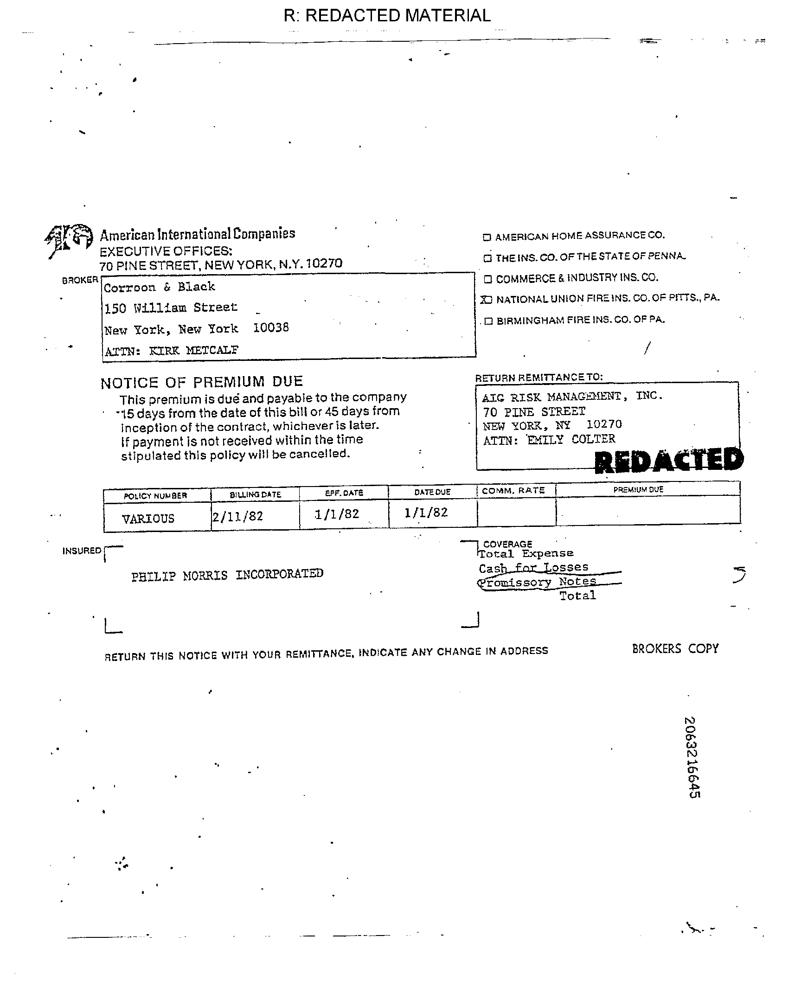 R: REDACTED MATERIAL
American International Companies
EXECUTIVE OFFICES:
70 PINE STREET, NEW YORK, N.Y. 10270
☐ AMERICAN HOME ASSURANCE CO.
☐ THE INS. CO. OF THE STATE OF PENNA.
☐ COMMERCE & INDUSTRY INS. CO.
☒ NATIONAL UNION FIRE INS. CO. OF PITTS., PA.
☐ BIRMINGHAM FIRE INS. CO. OF PA.
BROKER
Corroon & Black
150 William Street
New York, New York 10038
ATTN: KIRK METCALF
NOTICE OF PREMIUM DUE
This premium is due and payable to the company
15 days from the date of this bill or 45 days from
inception of the contract, whichever is later.
If payment is not received within the time
stipulated this policy will be cancelled.
RETURN REMITTANCE TO:
AIG RISK MANAGEMENT, INC.
70 PINE STREET
NEW YORK, NY 10270
ATTN: EMILY COLTER
REDACTED
POLICY NUMBER BILLING DATE EFF. DATE DATE DUE COMM. RATE PREMIUM DUE
VARIOUS 2/11/82 1/1/82 1/1/82
INSURED
PHILIP MORRIS INCORPORATED
COVERAGE
Total Expense
Cash for Losses
Promissory Notes
Total
RETURN THIS NOTICE WITH YOUR REMITTANCE, INDICATE ANY CHANGE IN ADDRESS
BROKERS COPY
2063216645